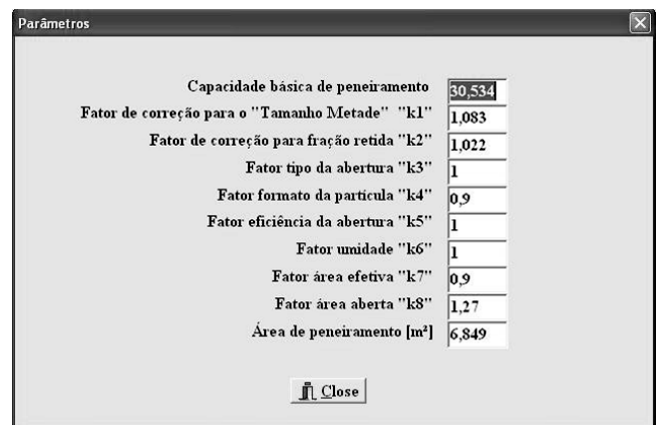 Parâmetros
Capacidade básica de peneiramento 30,534
Fator de correção para o "Tamanho Metade" "k1" 1,083
Fator de correção para fração retida "k2" 1,022
Fator tipo da abertura "k3" 1
Fator formato da partícula "k4" 0,9
Fator eficiência da abertura "k5" 1
Fator umidade "k6" 1
Fator área efetiva "k7" 0,9
Fator área aberta "k8" 1,27
Área de peneiramento [m²] 6,849
Close